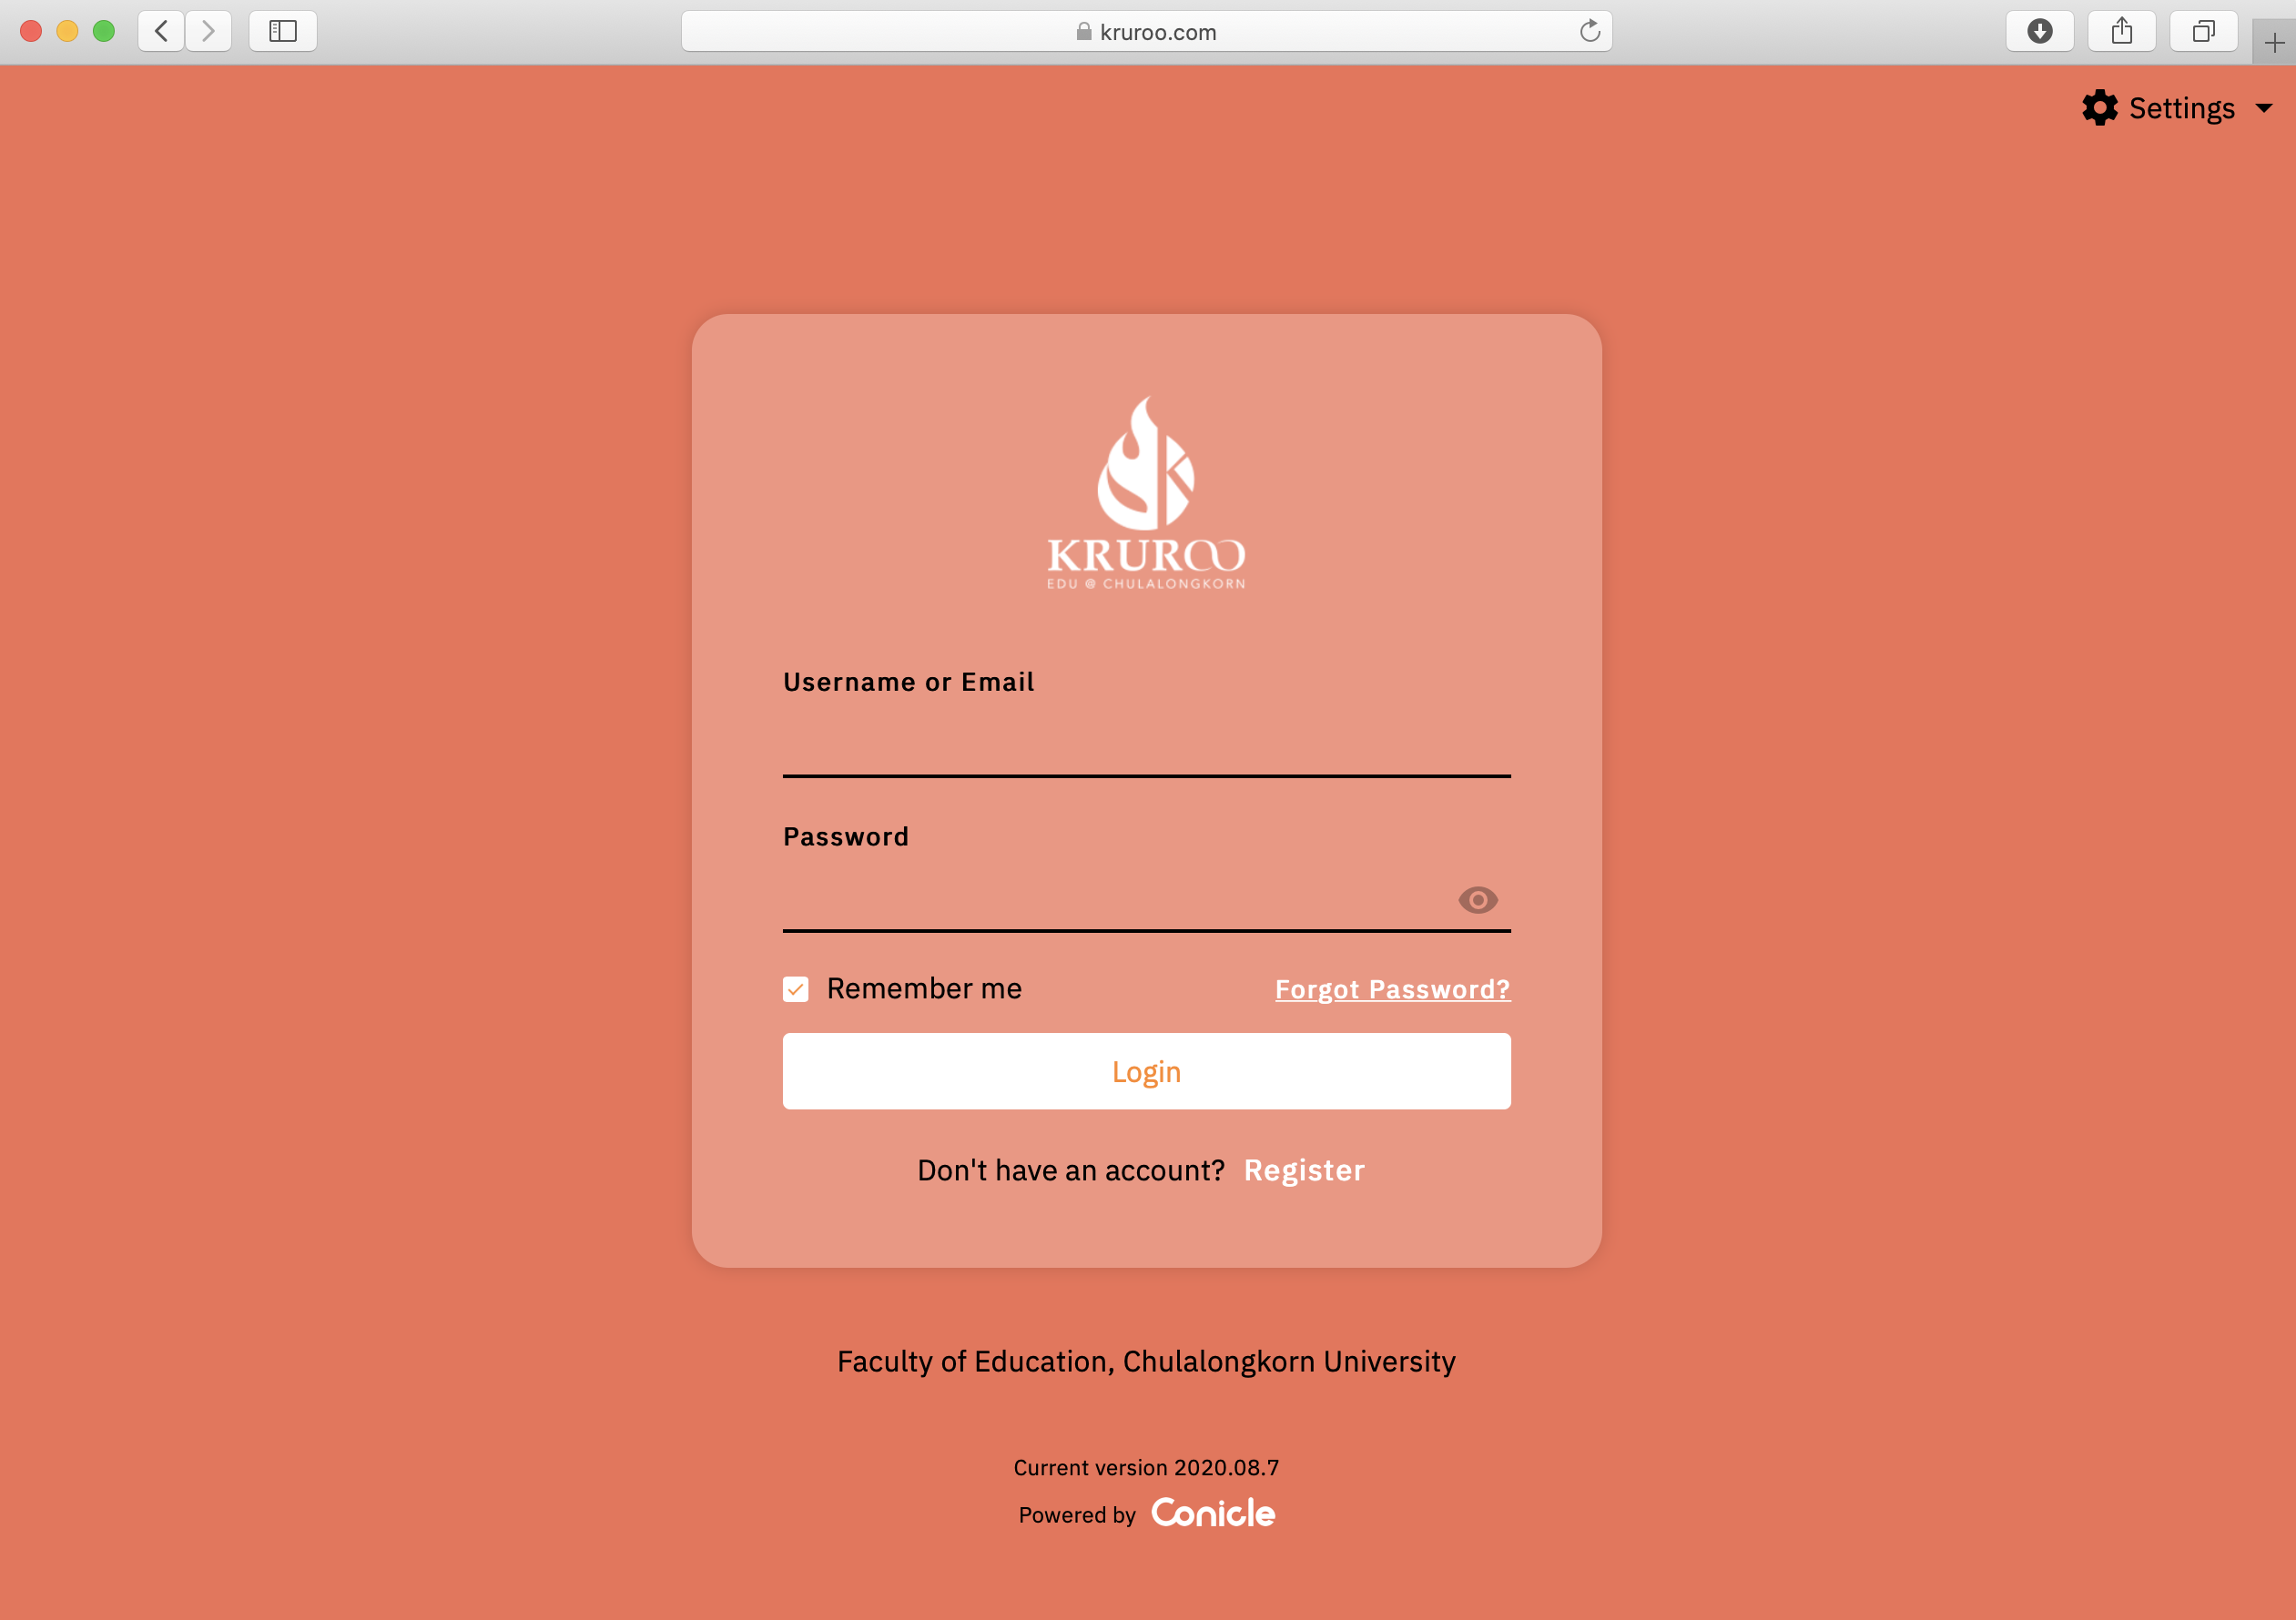 kruroo.com
Settings
KRUROO
EDU @ CHULALONGKORN
Username or Email
Password
Remember me
Forgot Password?
Login
Don't have an account? Register
Faculty of Education, Chulalongkorn University
Current version 2020.08.7
Powered by Conicle